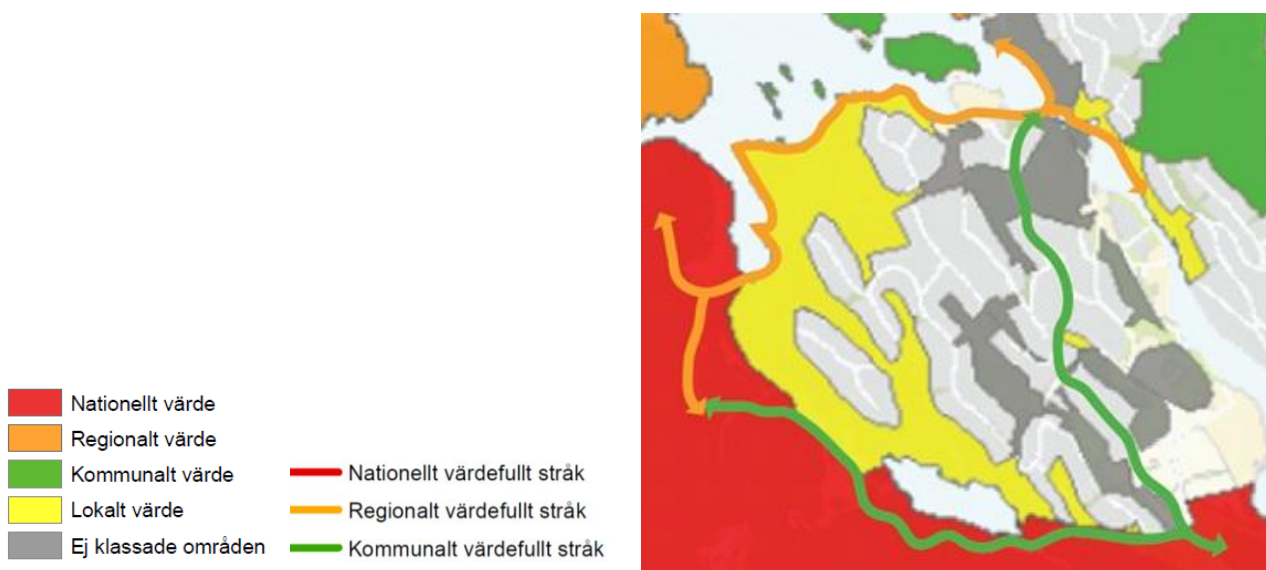 Nationellt värde
Regionalt värde
Kommunalt värde
Lokalt värde
Ej klassade områden
Nationellt värdefullt stråk
Regionalt värdefullt stråk
Kommunalt värdefullt stråk